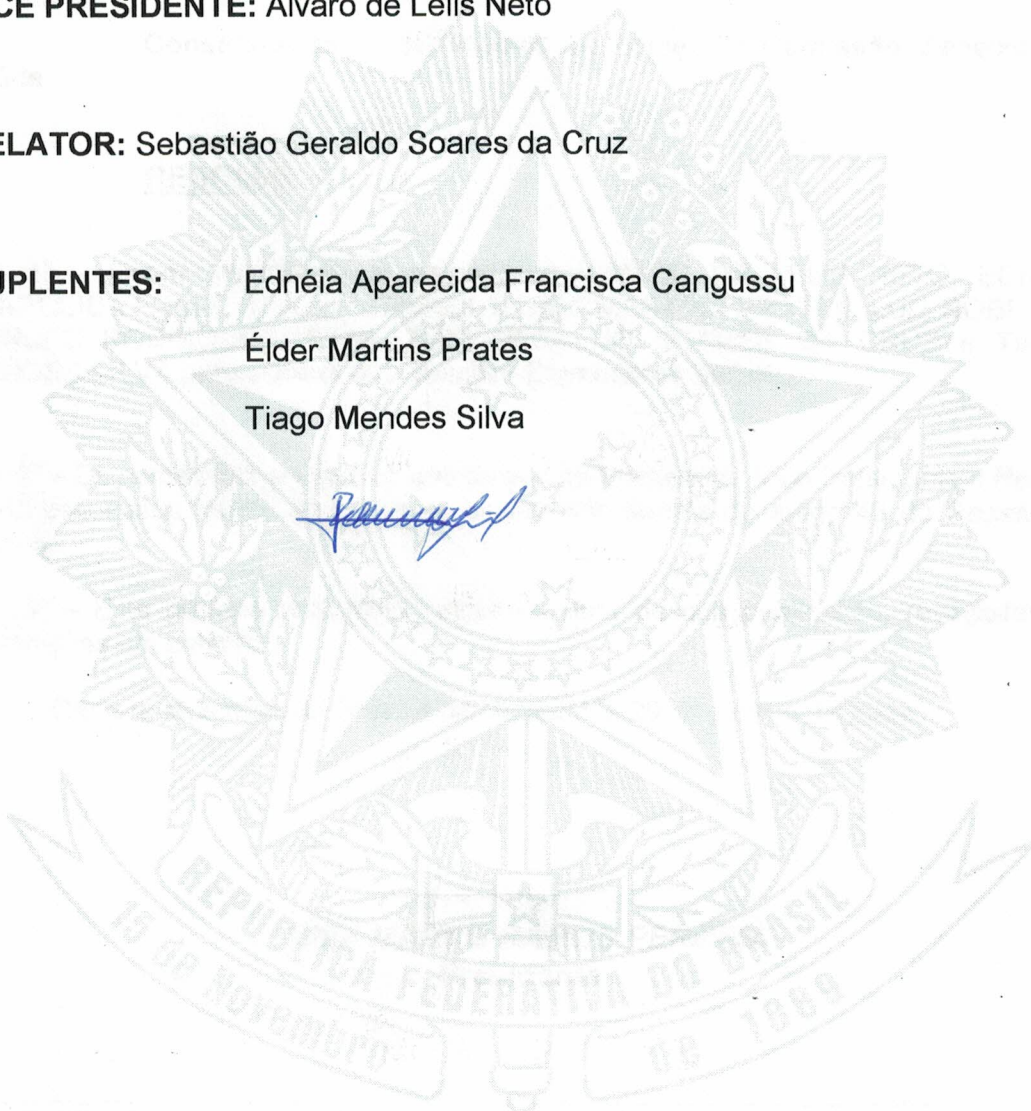 CE PRESIDENTE: Álvaro de Lelis Neto
ELATOR: Sebastião Geraldo Soares da Cruz
UPLENTES: Ednéia Aparecida Francisca Cangussu
Élder Martins Prates
Tiago Mendes Silva
REPUBLICA FEDERATIVA DO BRASIL
15 de Novembro de 1889